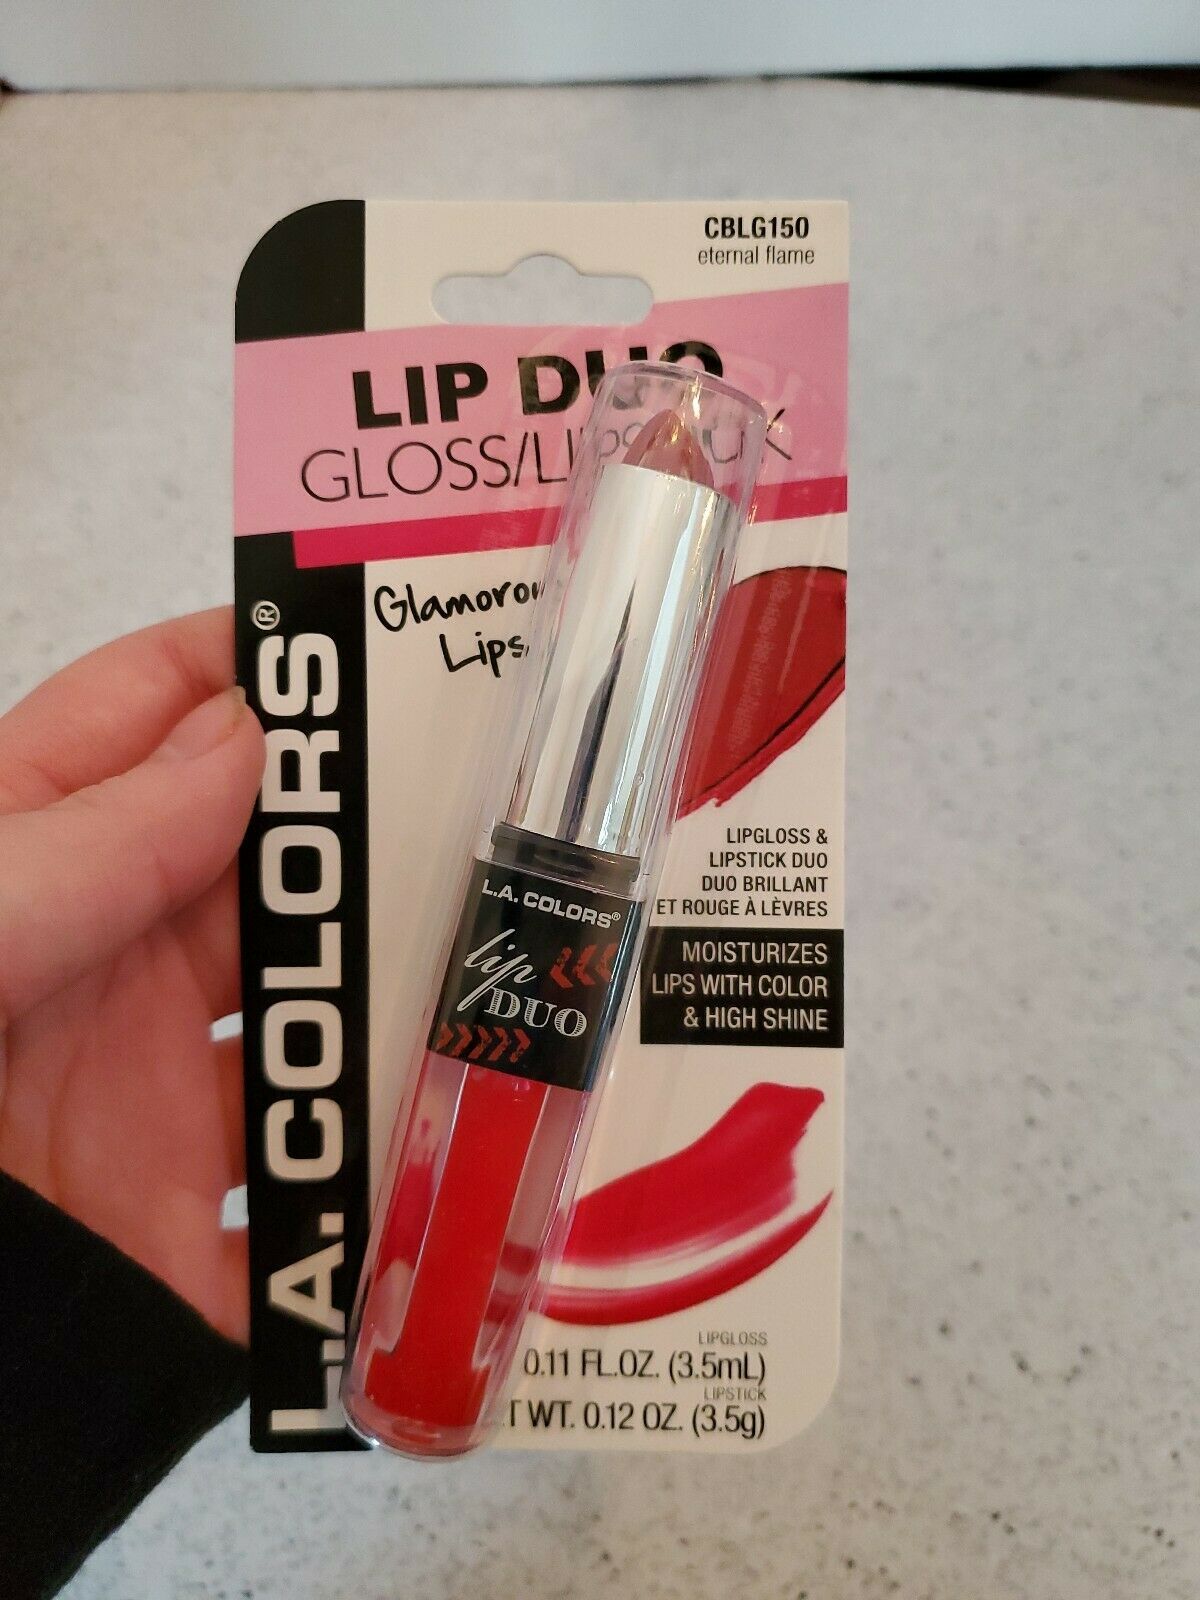 CBLG150
eternal flame
LIP DUO
GLOSS/LIPSTICK
Glamorous
Lips
L.A. COLORS®
LIPGLOSS &
LIPSTICK DUO
DUO BRILLANT
ET ROUGE À LÈVRES
MOISTURIZES
LIPS WITH COLOR
& HIGH SHINE
L.A. COLORS®
lip
DUO
LIPGLOSS
0.11 FL.OZ. (3.5mL)
LIPSTICK
T WT. 0.12 OZ. (3.5g)